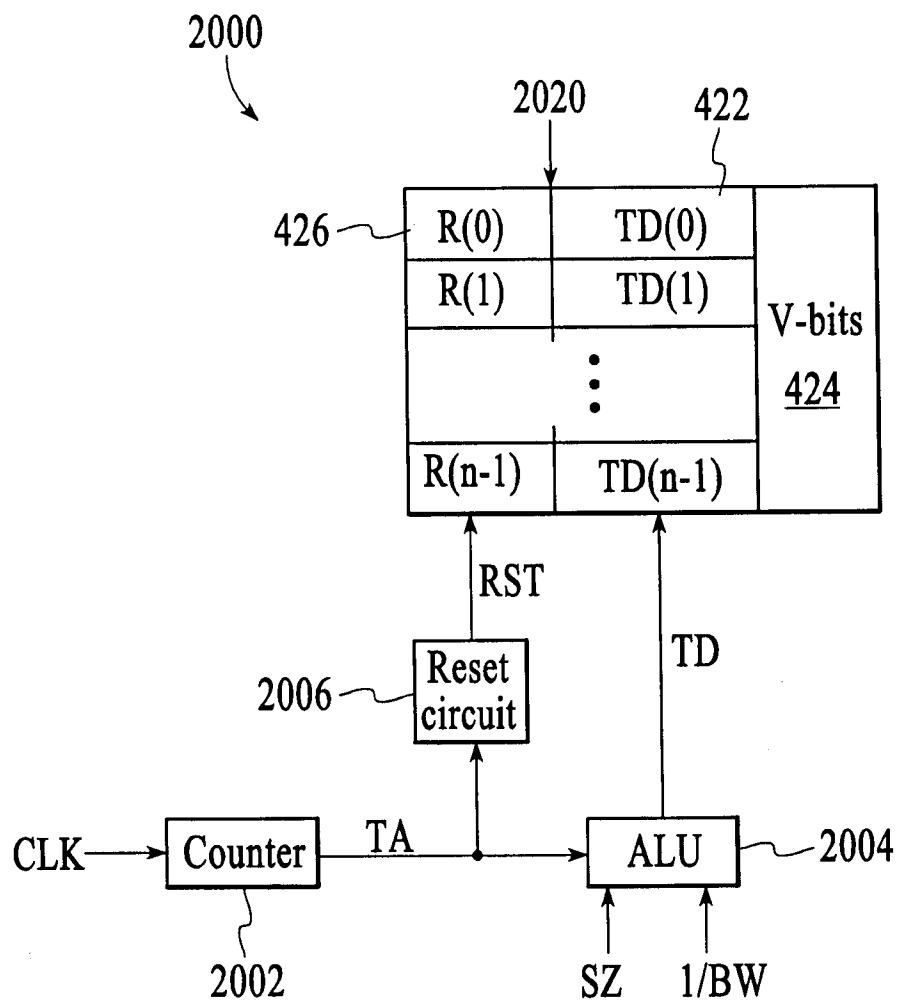 2000
2020
422
426
R(0) TD(0)
R(1) TD(1)
V-bits
424
R(n-1) TD(n-1)
RST
TD
2006
Reset
circuit
CLK
Counter
TA
ALU
2004
2002
SZ
1/BW